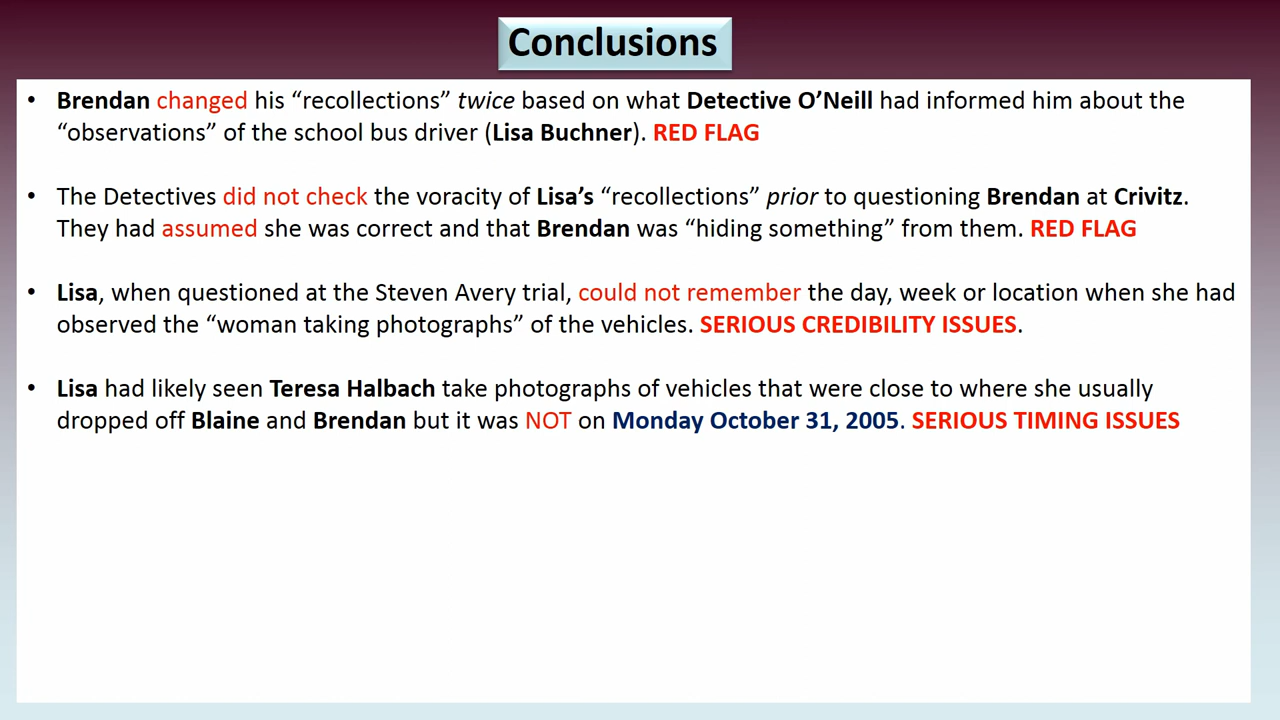 Conclusions
• Brendan changed his “recollections” twice based on what Detective O’Neill had informed him about the
“observations” of the school bus driver (Lisa Buchner). RED FLAG
• The Detectives did not check the voracity of Lisa’s “recollections” prior to questioning Brendan at Crivitz.
They had assumed she was correct and that Brendan was “hiding something” from them. RED FLAG
• Lisa, when questioned at the Steven Avery trial, could not remember the day, week or location when she had
observed the “woman taking photographs” of the vehicles. SERIOUS CREDIBILITY ISSUES.
• Lisa had likely seen Teresa Halbach take photographs of vehicles that were close to where she usually
dropped off Blaine and Brendan but it was NOT on Monday October 31, 2005. SERIOUS TIMING ISSUES